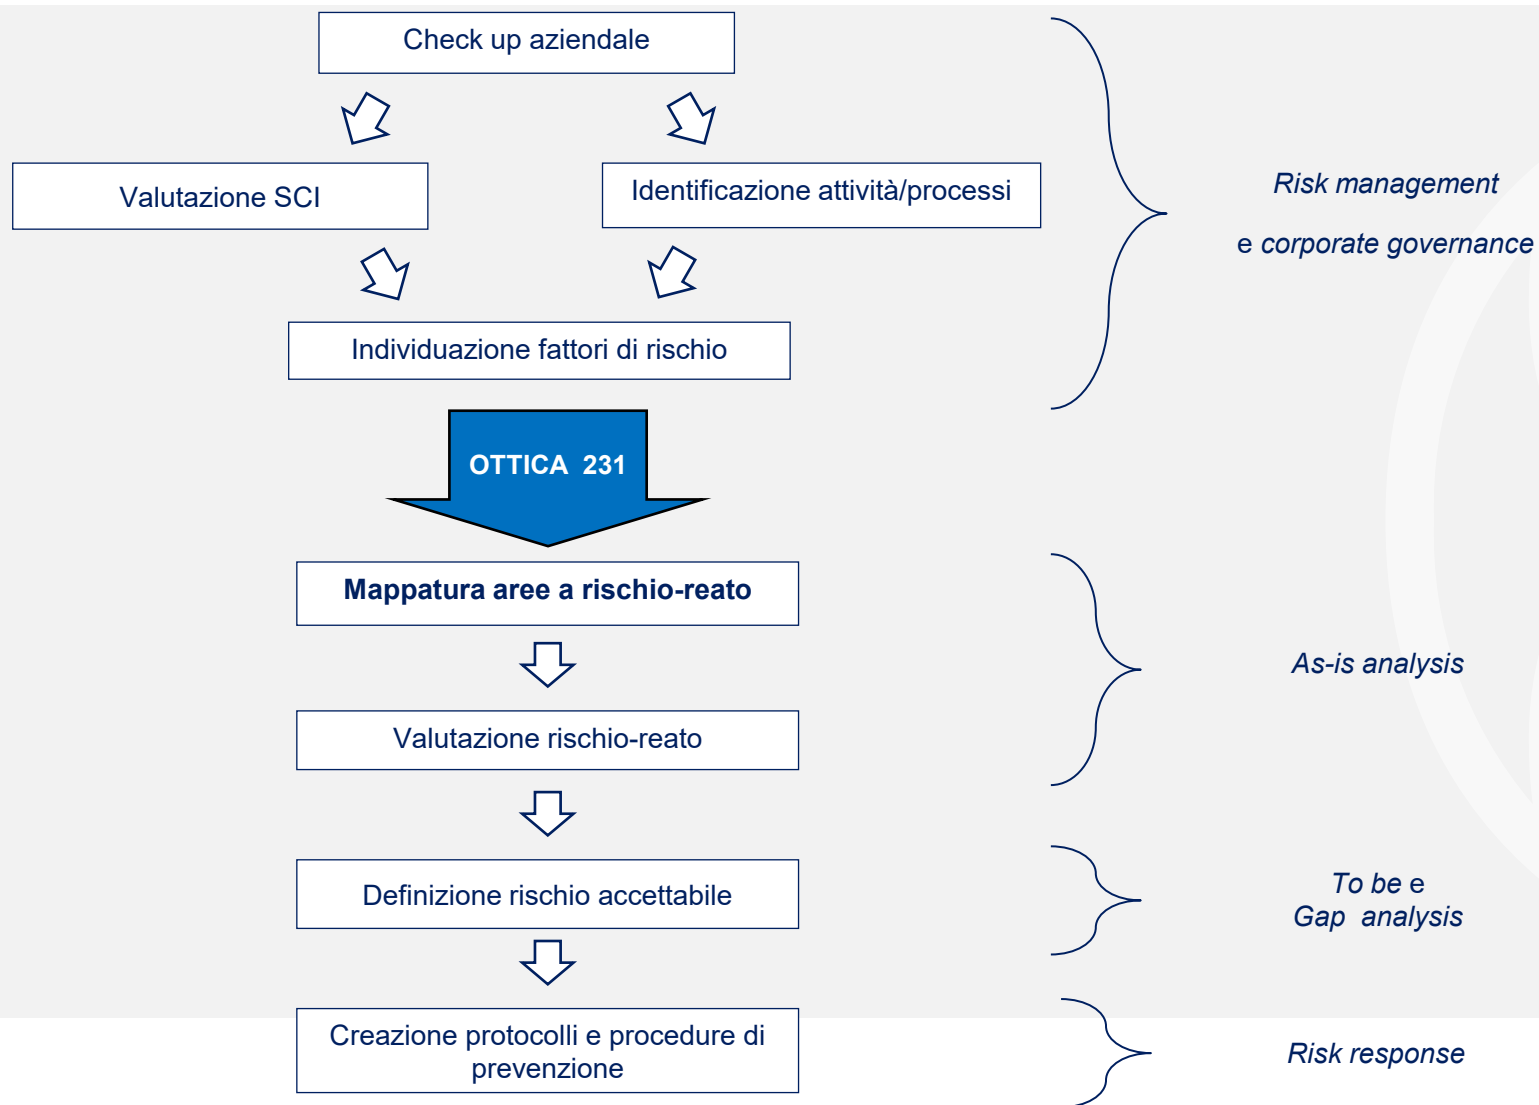 Check up aziendale
Valutazione SCI
Identificazione attività/processi
Risk management
e corporate governance
Individuazione fattori di rischio
OTTICA 231
Mappatura aree a rischio-reato
As-is analysis
Valutazione rischio-reato
Definizione rischio accettabile
To be e
Gap analysis
Creazione protocolli e procedure di
prevenzione
Risk response